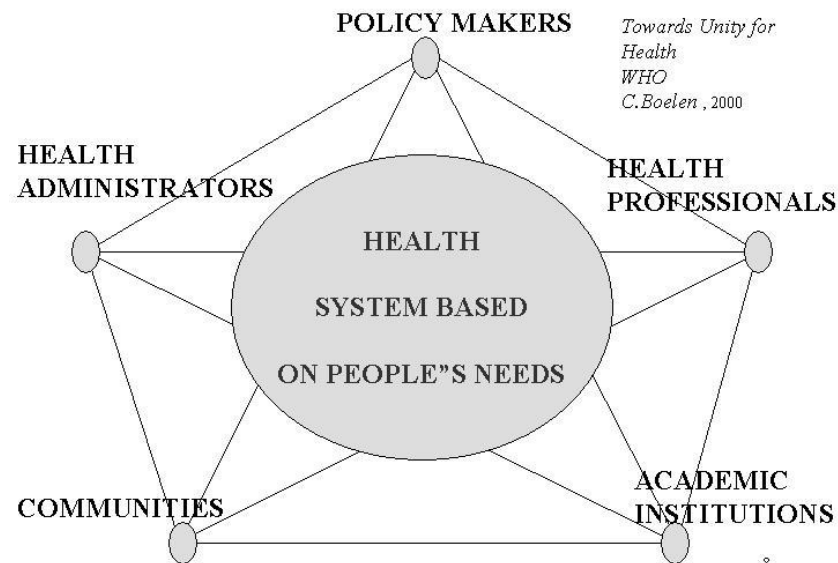 POLICY MAKERS
Towards Unity for
Health
WHO
C.Boelen , 2000
HEALTH
ADMINISTRATORS
HEALTH
PROFESSIONALS
HEALTH
SYSTEM BASED
ON PEOPLE”S NEEDS
COMMUNITIES
ACADEMIC
INSTITUTIONS